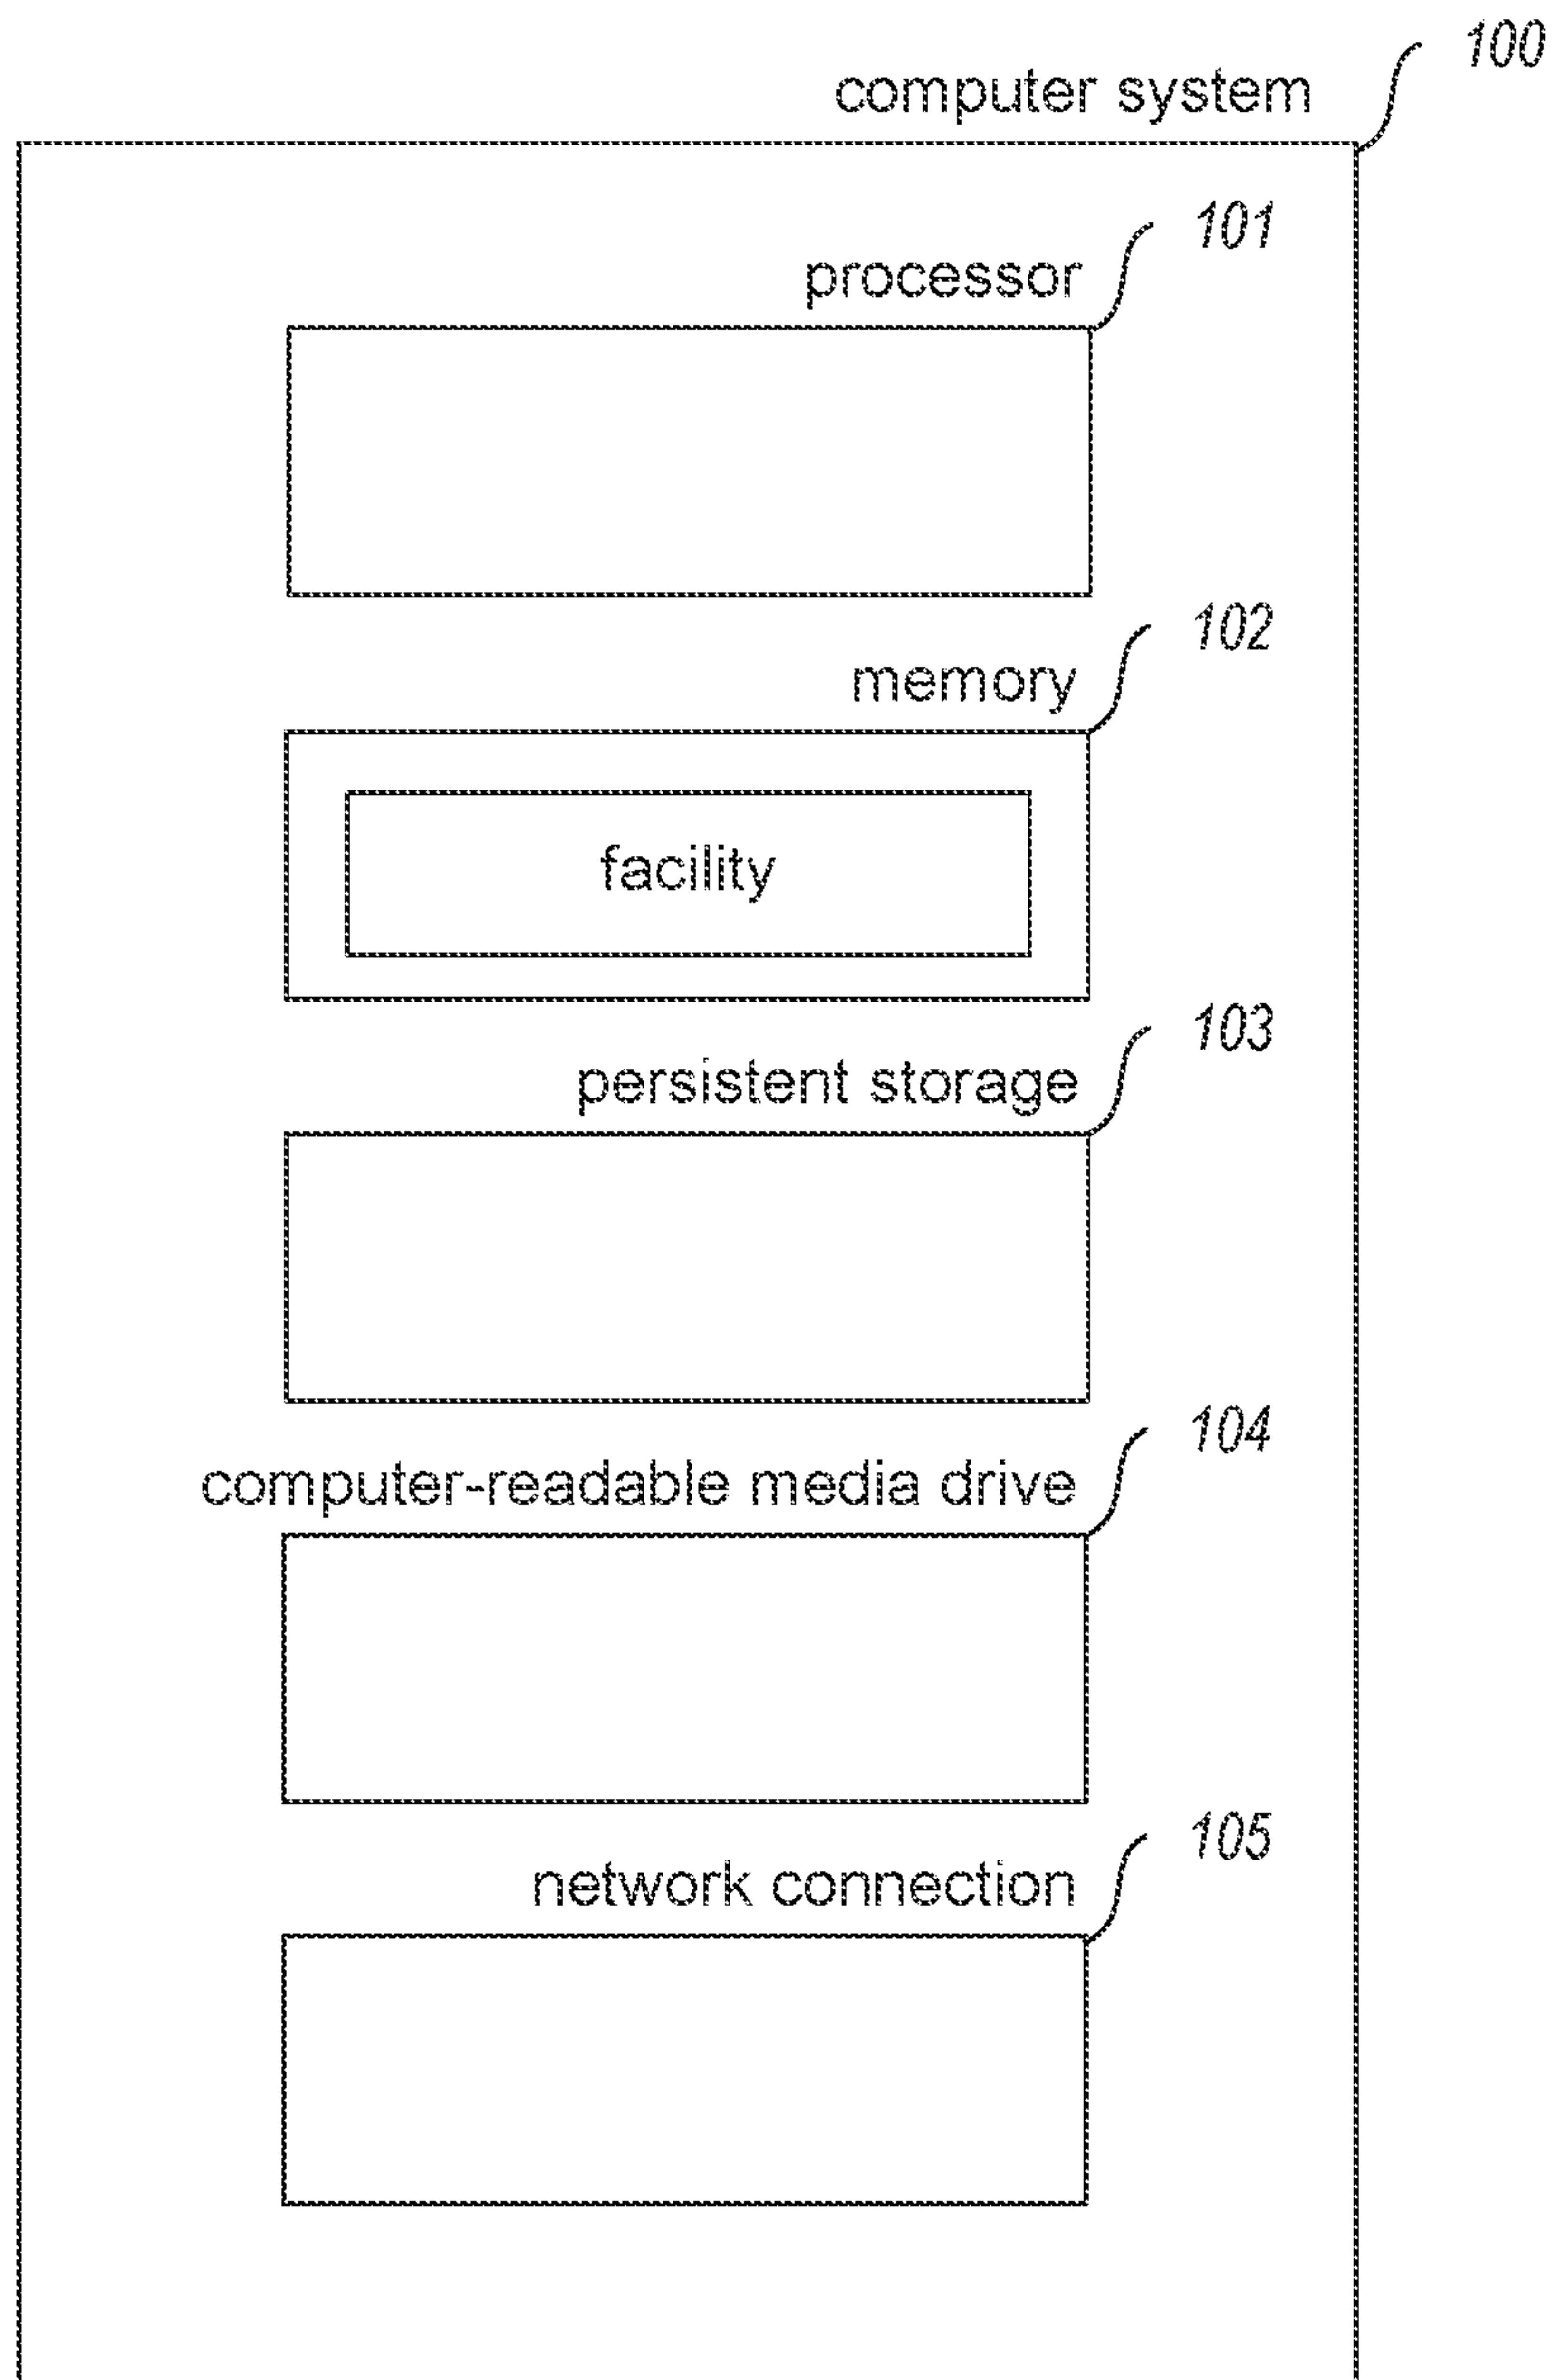 100
computer system
101
processor
102
memory
facility
103
persistent storage
104
computer-readable media drive
105
network connection